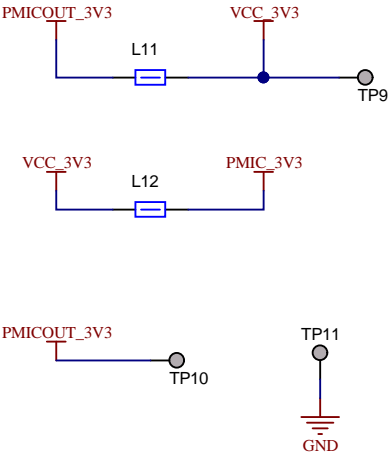 PMICOUT_3V3
VCC_3V3
L11
TP9
VCC_3V3
PMIC_3V3
L12
PMICOUT_3V3
TP10
TP11
GND